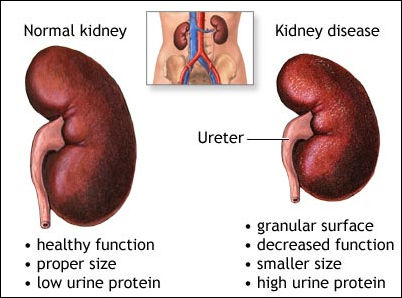 Normal kidney
Kidney disease
Ureter
• healthy function
• proper size
• low urine protein
• granular surface
• decreased function
• smaller size
• high urine protein